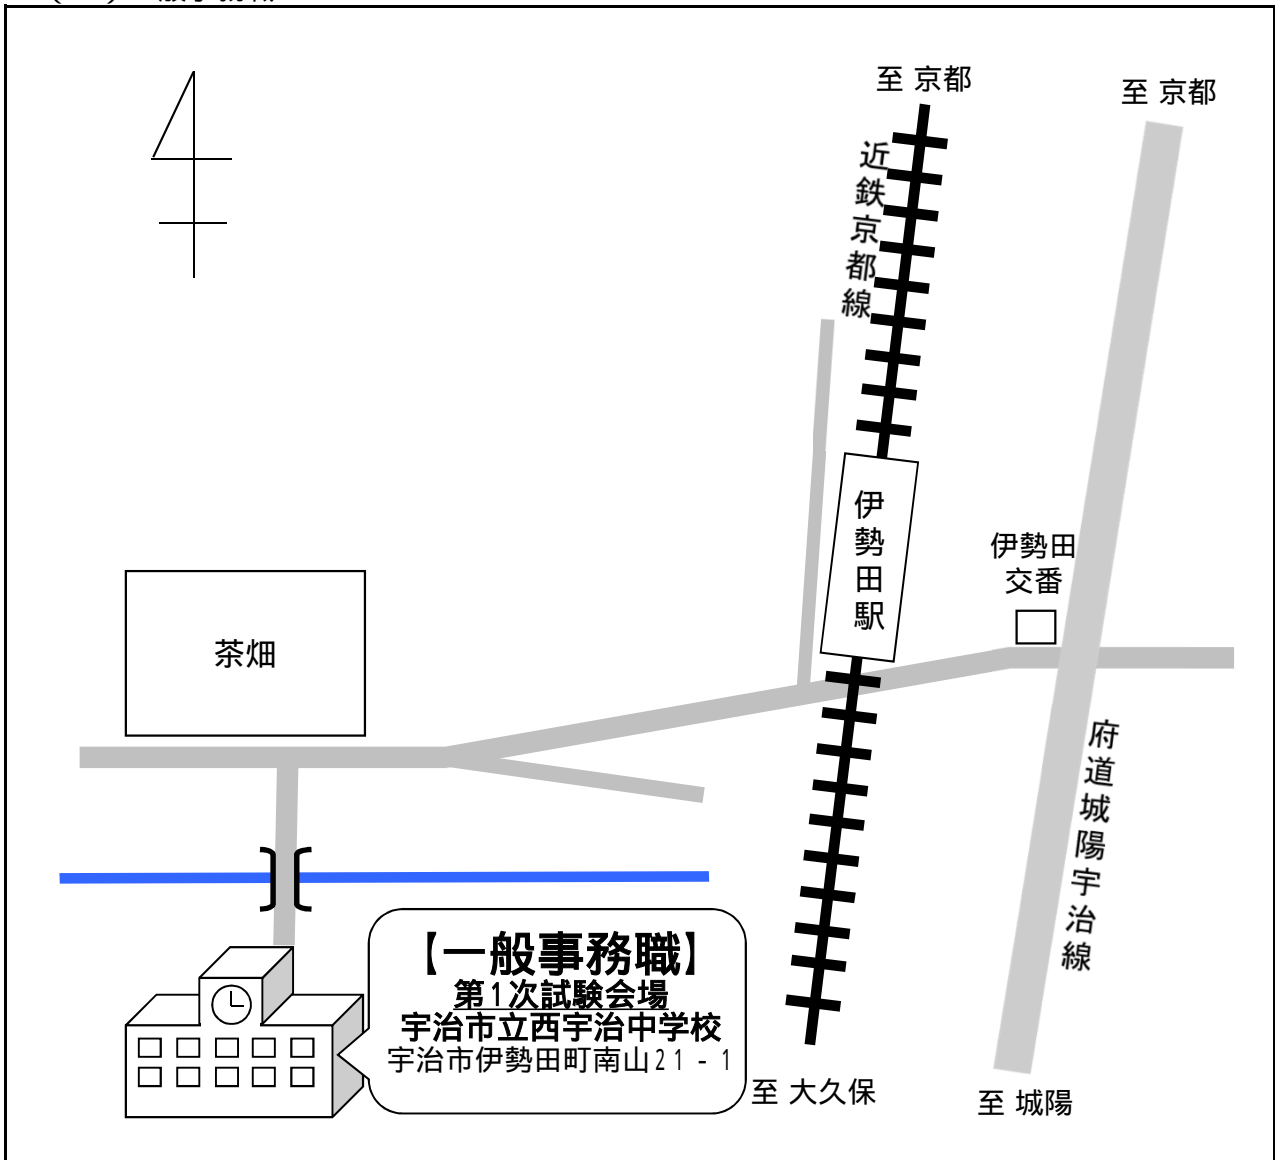 至 京都
至 京都
近鉄京都線
伊勢田駅
伊勢田
交番
茶畑
府道城陽宇治線
【一般事務職】
第1次試験会場
宇治市立西宇治中学校
宇治市伊勢田町南山21-1
至 大久保
至 城陽